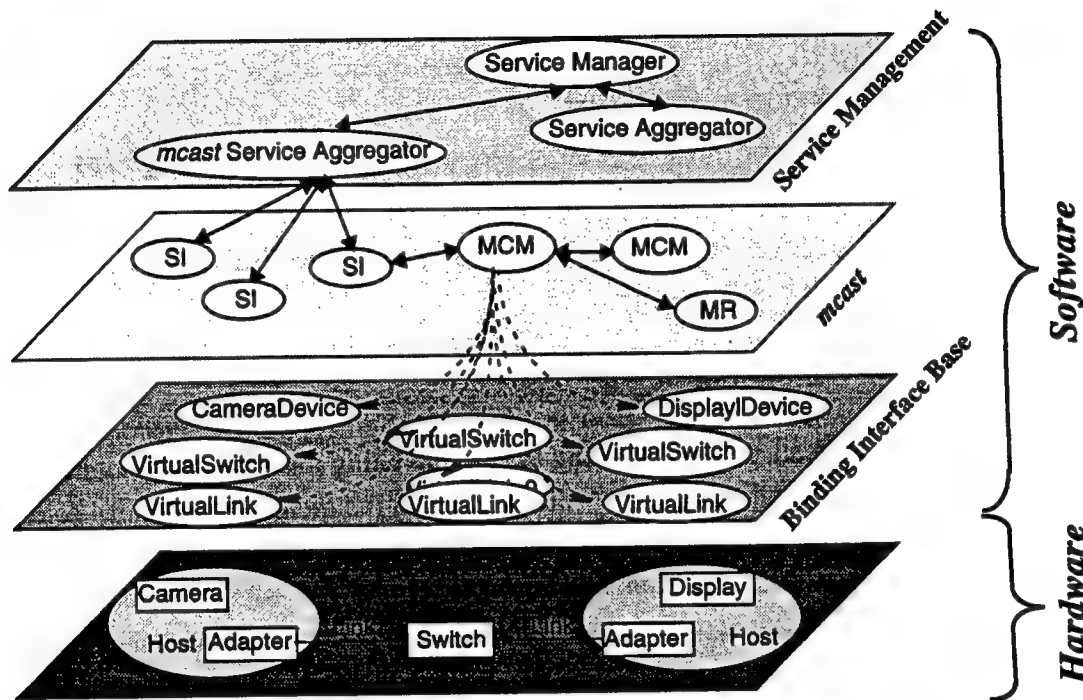 Service Manager
Service Aggregator
mcast Service Aggregator
Service Management
SI
SI
SI
MCM
MCM
MR
mcast
Software
CameraDevice
DisplayIDevice
VirtualSwitch
VirtualSwitch
VirtualSwitch
VirtualLink
VirtualLink
VirtualLink
Binding Interface Base
Camera
Host Adapter
Switch
Display
Adapter Host
Hardware